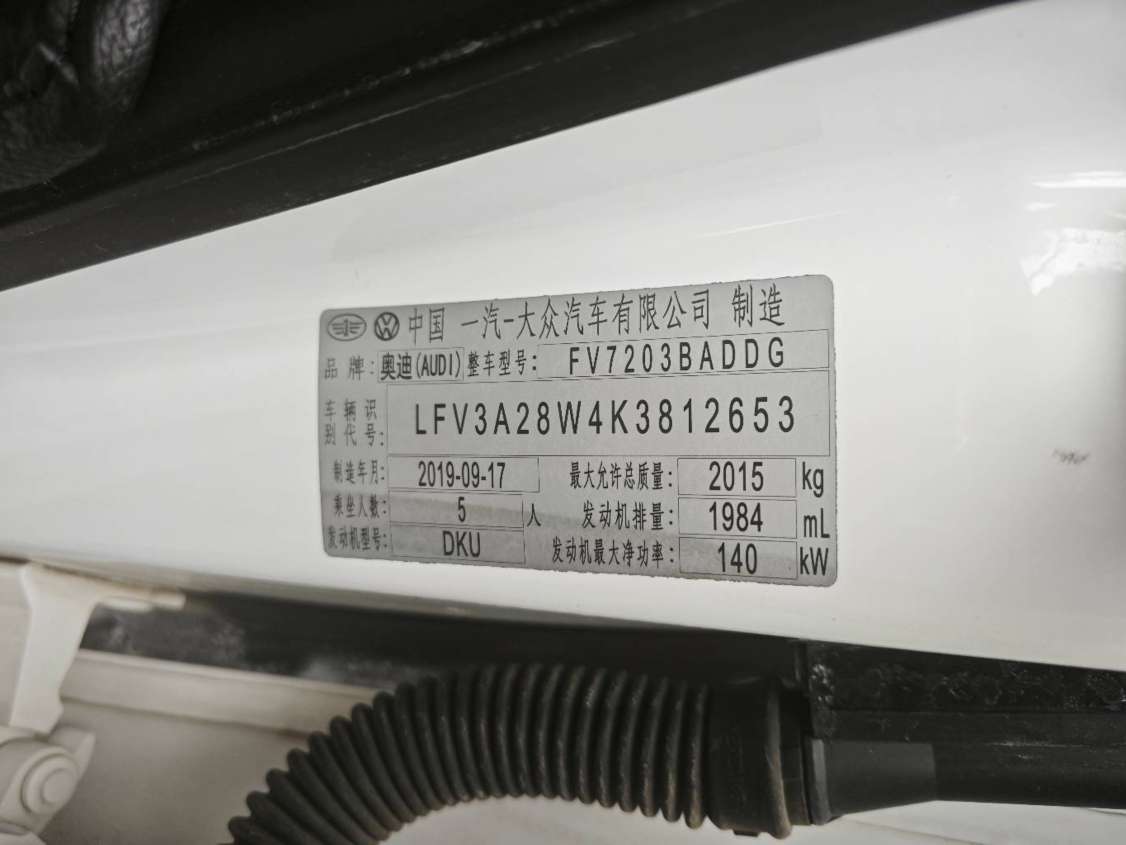 中国 一汽-大众汽车有限公司 制造
品牌: 奥迪(AUDI) 整车型号: FV7203BADDG
车辆识别代号: LFV3A28W4K3812653
制造年月: 2019-09-17 最大允许总质量: 2015 kg
乘坐人数: 5 人 发动机排量: 1984 mL
发动机型号: DKU 发动机最大净功率: 140 kW